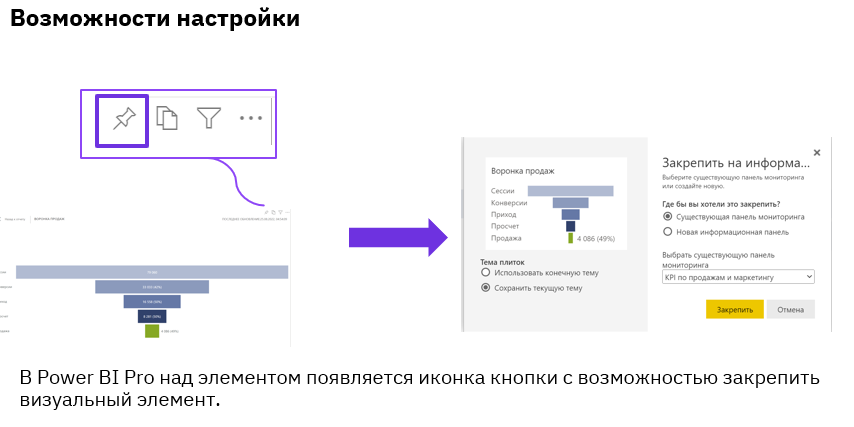 Возможности настройки
Закрепить на информа...
Выберите существующую панель мониторинга
или создайте новую.
Воронка продаж
Сессии
Конверсии
Приход
Просчет
Продажа
4 086 (49%)
Где бы вы хотели это закрепить?
Существующая панель мониторинга
Новая информационная панель
Тема плиток
Использовать конечную тему
Сохранить текущую тему
Выбрать существующую панель
мониторинга
KPI по продажам и маркетингу
Закрепить
Отмена
ВОРОНКА ПРОДАЖ
В Power BI Pro над элементом появляется иконка кнопки с возможностью закрепить
визуальный элемент.